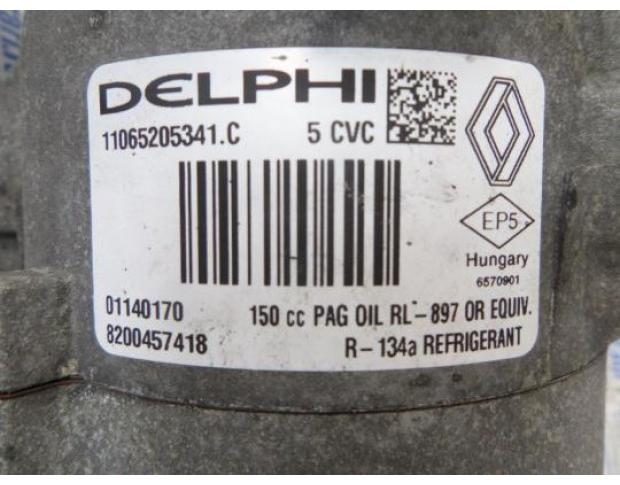 DELPHI
11065205341.C 5 CVC
EP5
Hungary
6570901
01140170 150 cc PAG OIL RL-897 OR EQUIV.
8200457418 R-134a REFRIGERANT